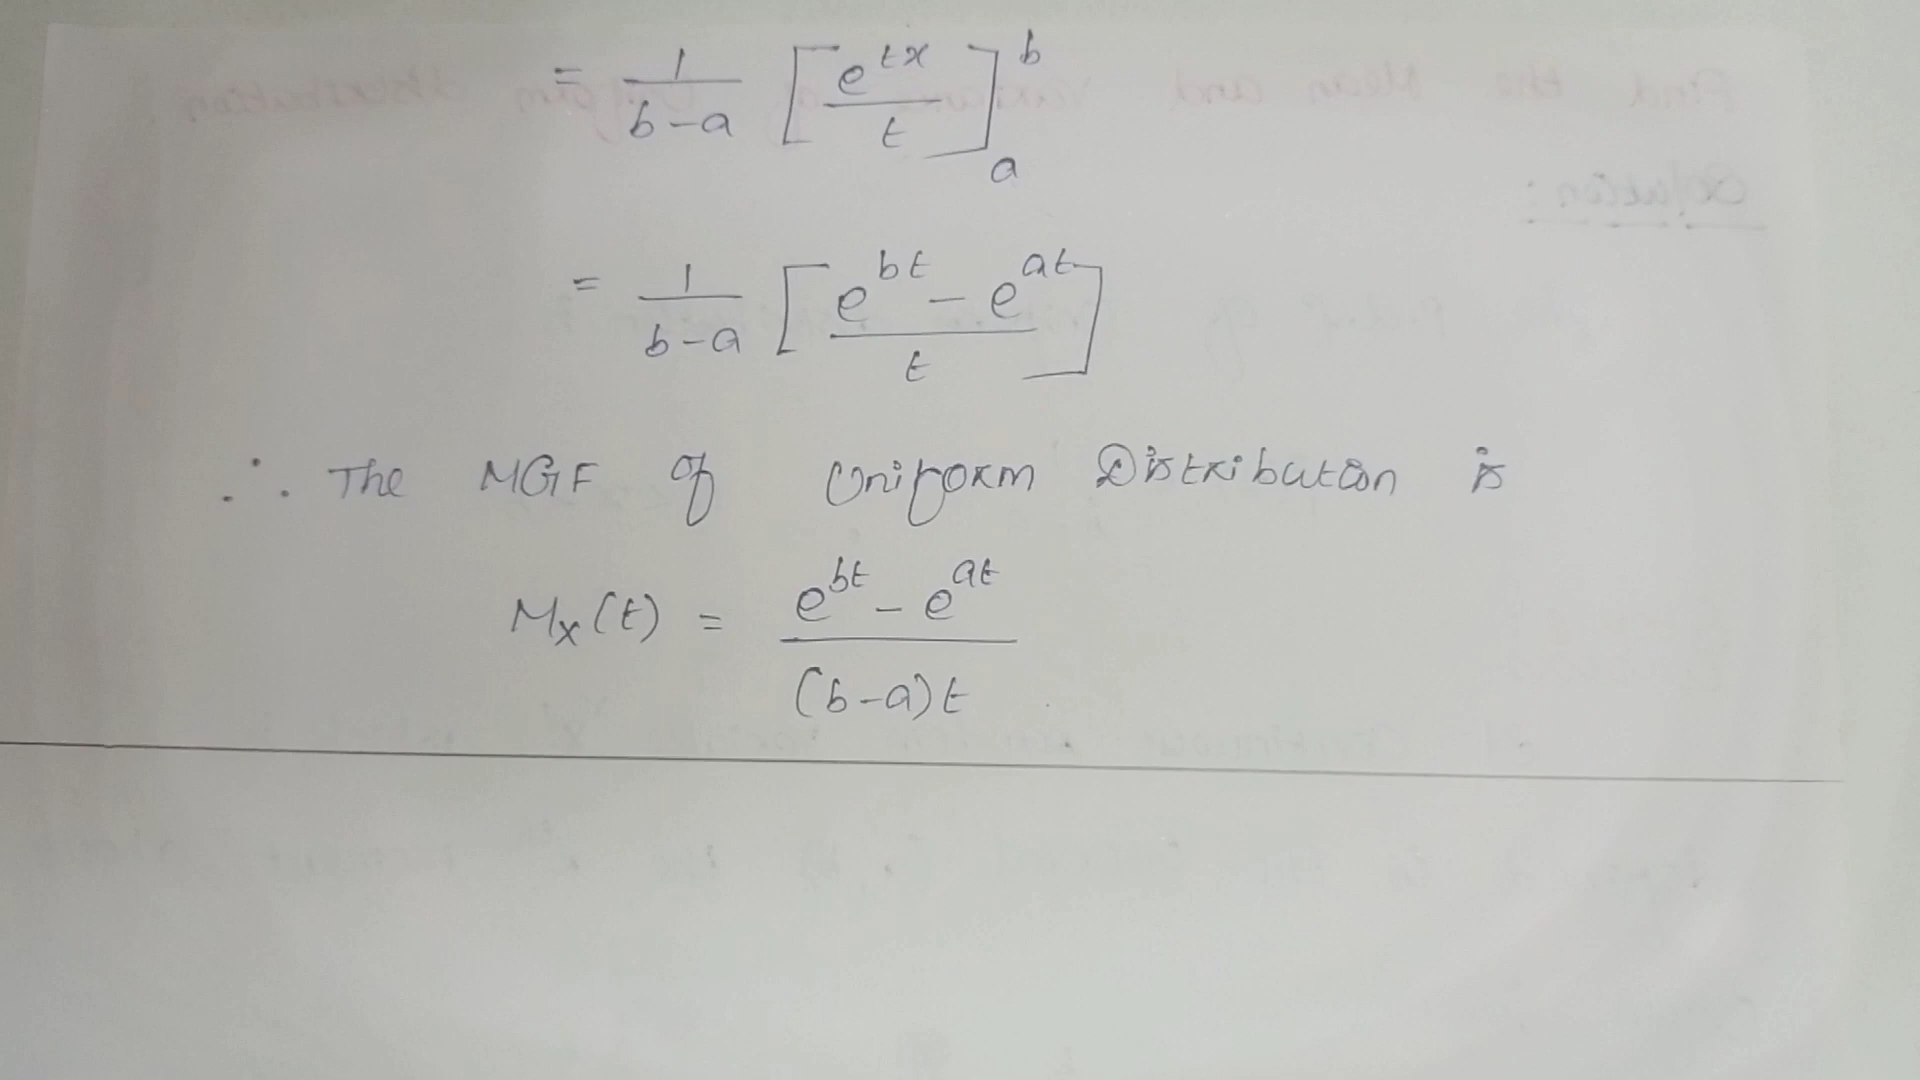 = 1/(b-a) [e^{tx}/t]_a^b
= 1/(b-a) [(e^{bt} - e^{at})/t]
∴ The MGF of Uniform Distribution is
M_X(t) = (e^{bt} - e^{at})/((b-a)t)